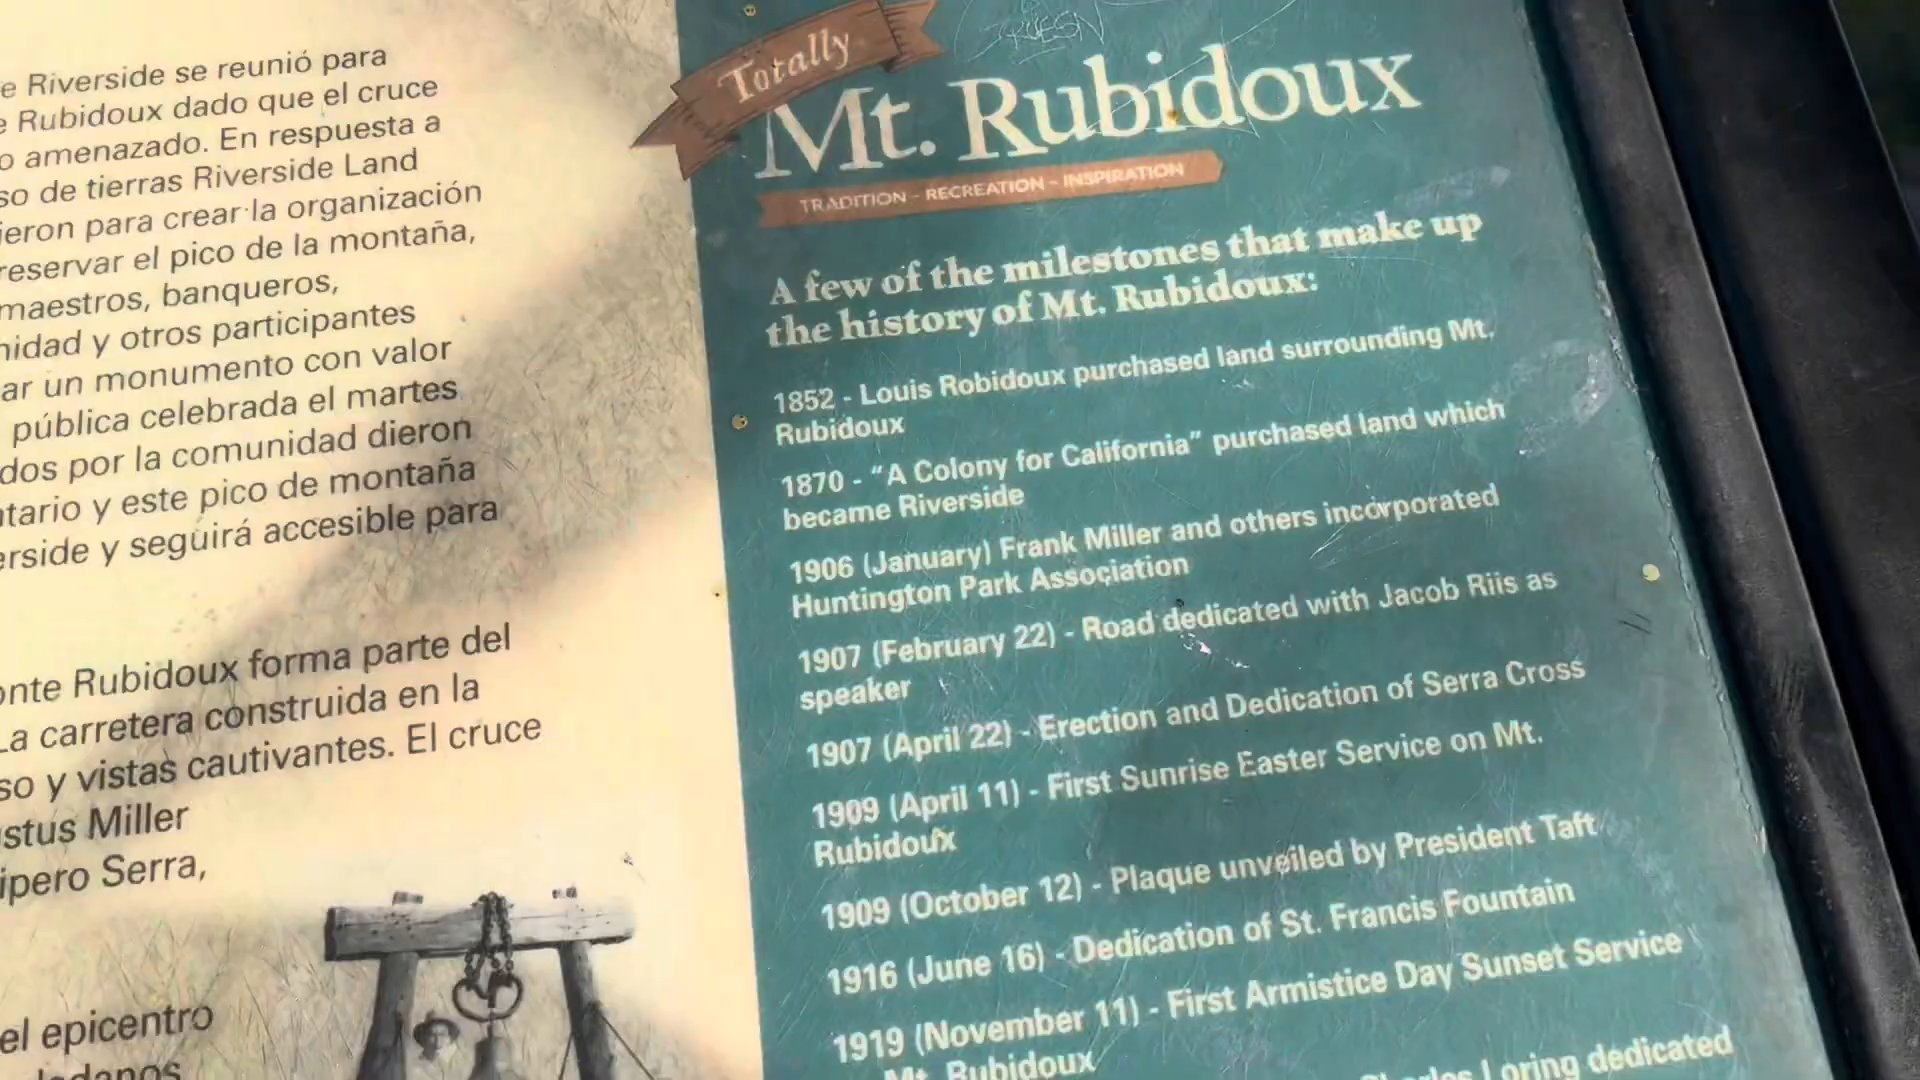 e Riverside se reunió para
e Rubidoux dado que el cruce
o amenazado. En respuesta a
so de tierras Riverside Land
ieron para crear la organización
reservar el pico de la montaña,
maestros, banqueros,
nidad y otros participantes
ar un monumento con valor
pública celebrada el martes
dos por la comunidad dieron
ntario y este pico de montaña
erside y seguirá accesible para
onte Rubidoux forma parte del
La carretera construida en la
so y vistas cautivantes. El cruce
stus Miller
ípero Serra,
el epicentro
Totally
Mt. Rubidoux
TRADITION - RECREATION - INSPIRATION
A few of the milestones that make up
the history of Mt. Rubidoux:
1852 - Louis Robidoux purchased land surrounding Mt.
Rubidoux
1870 - “A Colony for California” purchased land which
became Riverside
1906 (January) Frank Miller and others incorporated
Huntington Park Association
1907 (February 22) - Road dedicated with Jacob Riis as
speaker
1907 (April 22) - Erection and Dedication of Serra Cross
1909 (April 11) - First Sunrise Easter Service on Mt.
Rubidoux
1909 (October 12) - Plaque unveiled by President Taft
1916 (June 16) - Dedication of St. Francis Fountain
1919 (November 11) - First Armistice Day Sunset Service
Mt. Rubidoux
Charles Loring dedicated